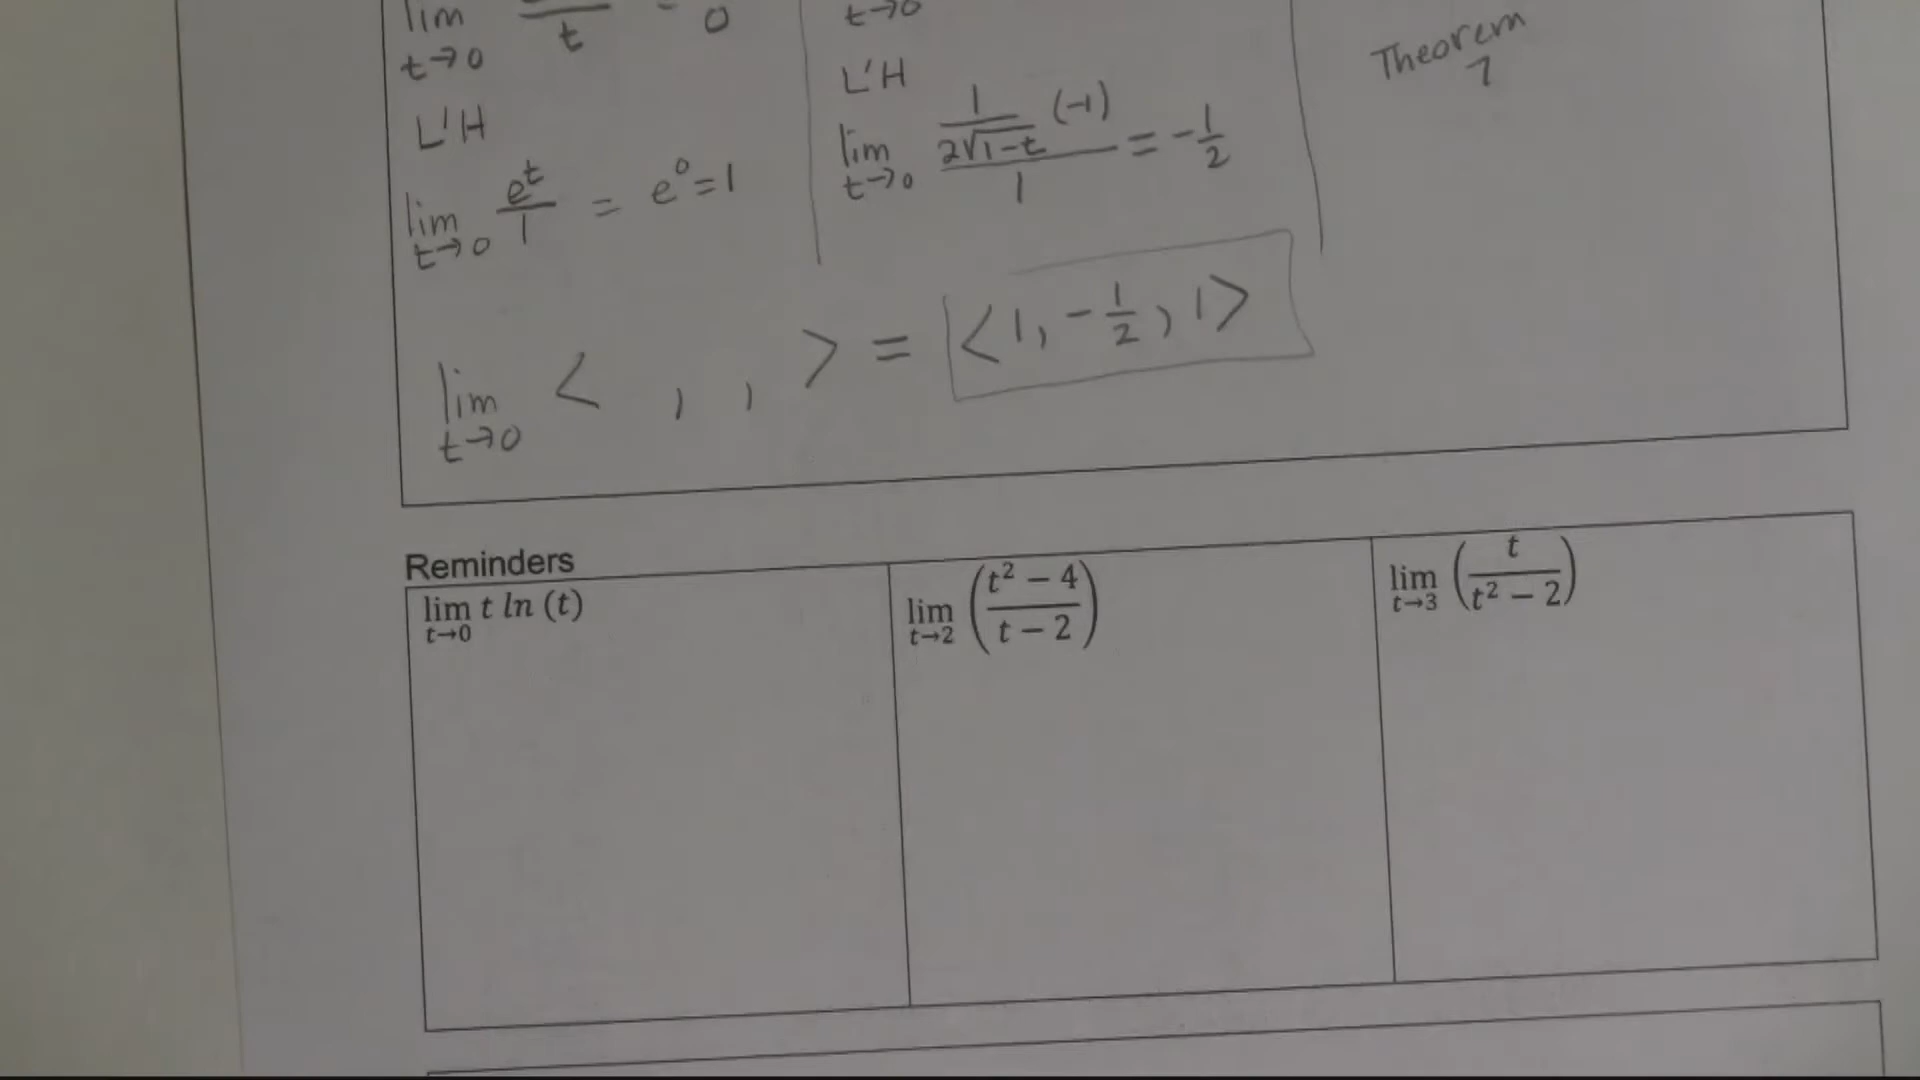 lim t→0 t 0
L'H
lim t→0 e^t/1 = e^0 = 1
t→0
L'H
lim t→0 (1/(2√(1-t)) (-1))/1 = -1/2
Theorem
7
lim t→0 < , , > = <1, -1/2, 1>
Reminders
lim t→0 t ln (t)
lim t→2 ((t² − 4)/(t − 2))
lim t→3 (t/(t² − 2))